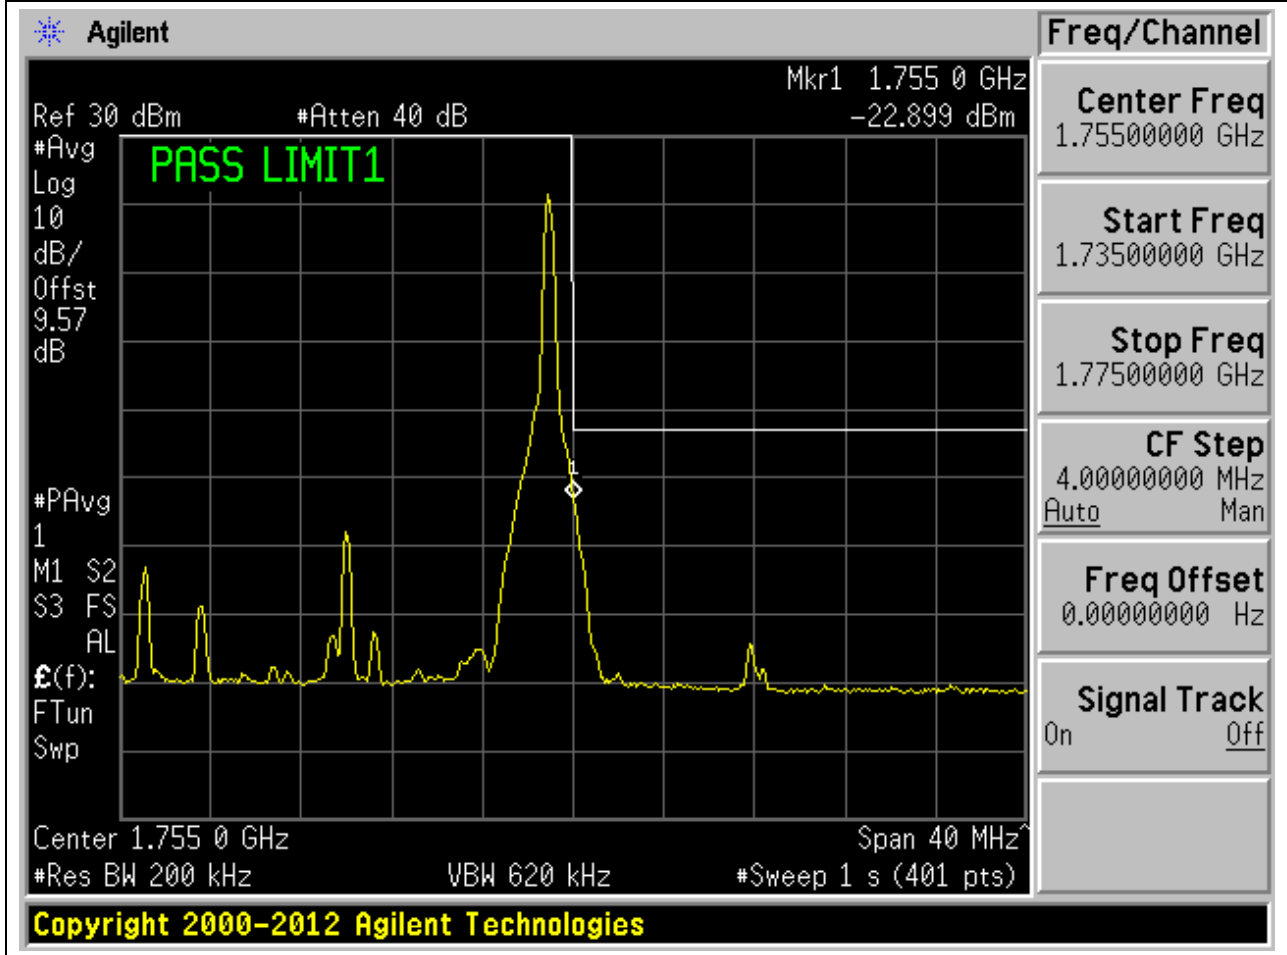 Agilent
Freq/Channel
Mkr1 1.755 0 GHz
Ref 30 dBm #Atten 40 dB -22.899 dBm
#Avg
Log
10
dB/
Offst
9.57
dB
PASS LIMIT1
1
#PAvg
1
M1 S2
S3 FS
AL
£(f):
FTun
Swp
Center 1.755 0 GHz Span 40 MHz^
#Res BW 200 kHz VBW 620 kHz #Sweep 1 s (401 pts)
Copyright 2000-2012 Agilent Technologies
Center Freq
1.75500000 GHz
Start Freq
1.73500000 GHz
Stop Freq
1.77500000 GHz
CF Step
4.00000000 MHz
Auto Man
Freq Offset
0.00000000 Hz
Signal Track
On Off